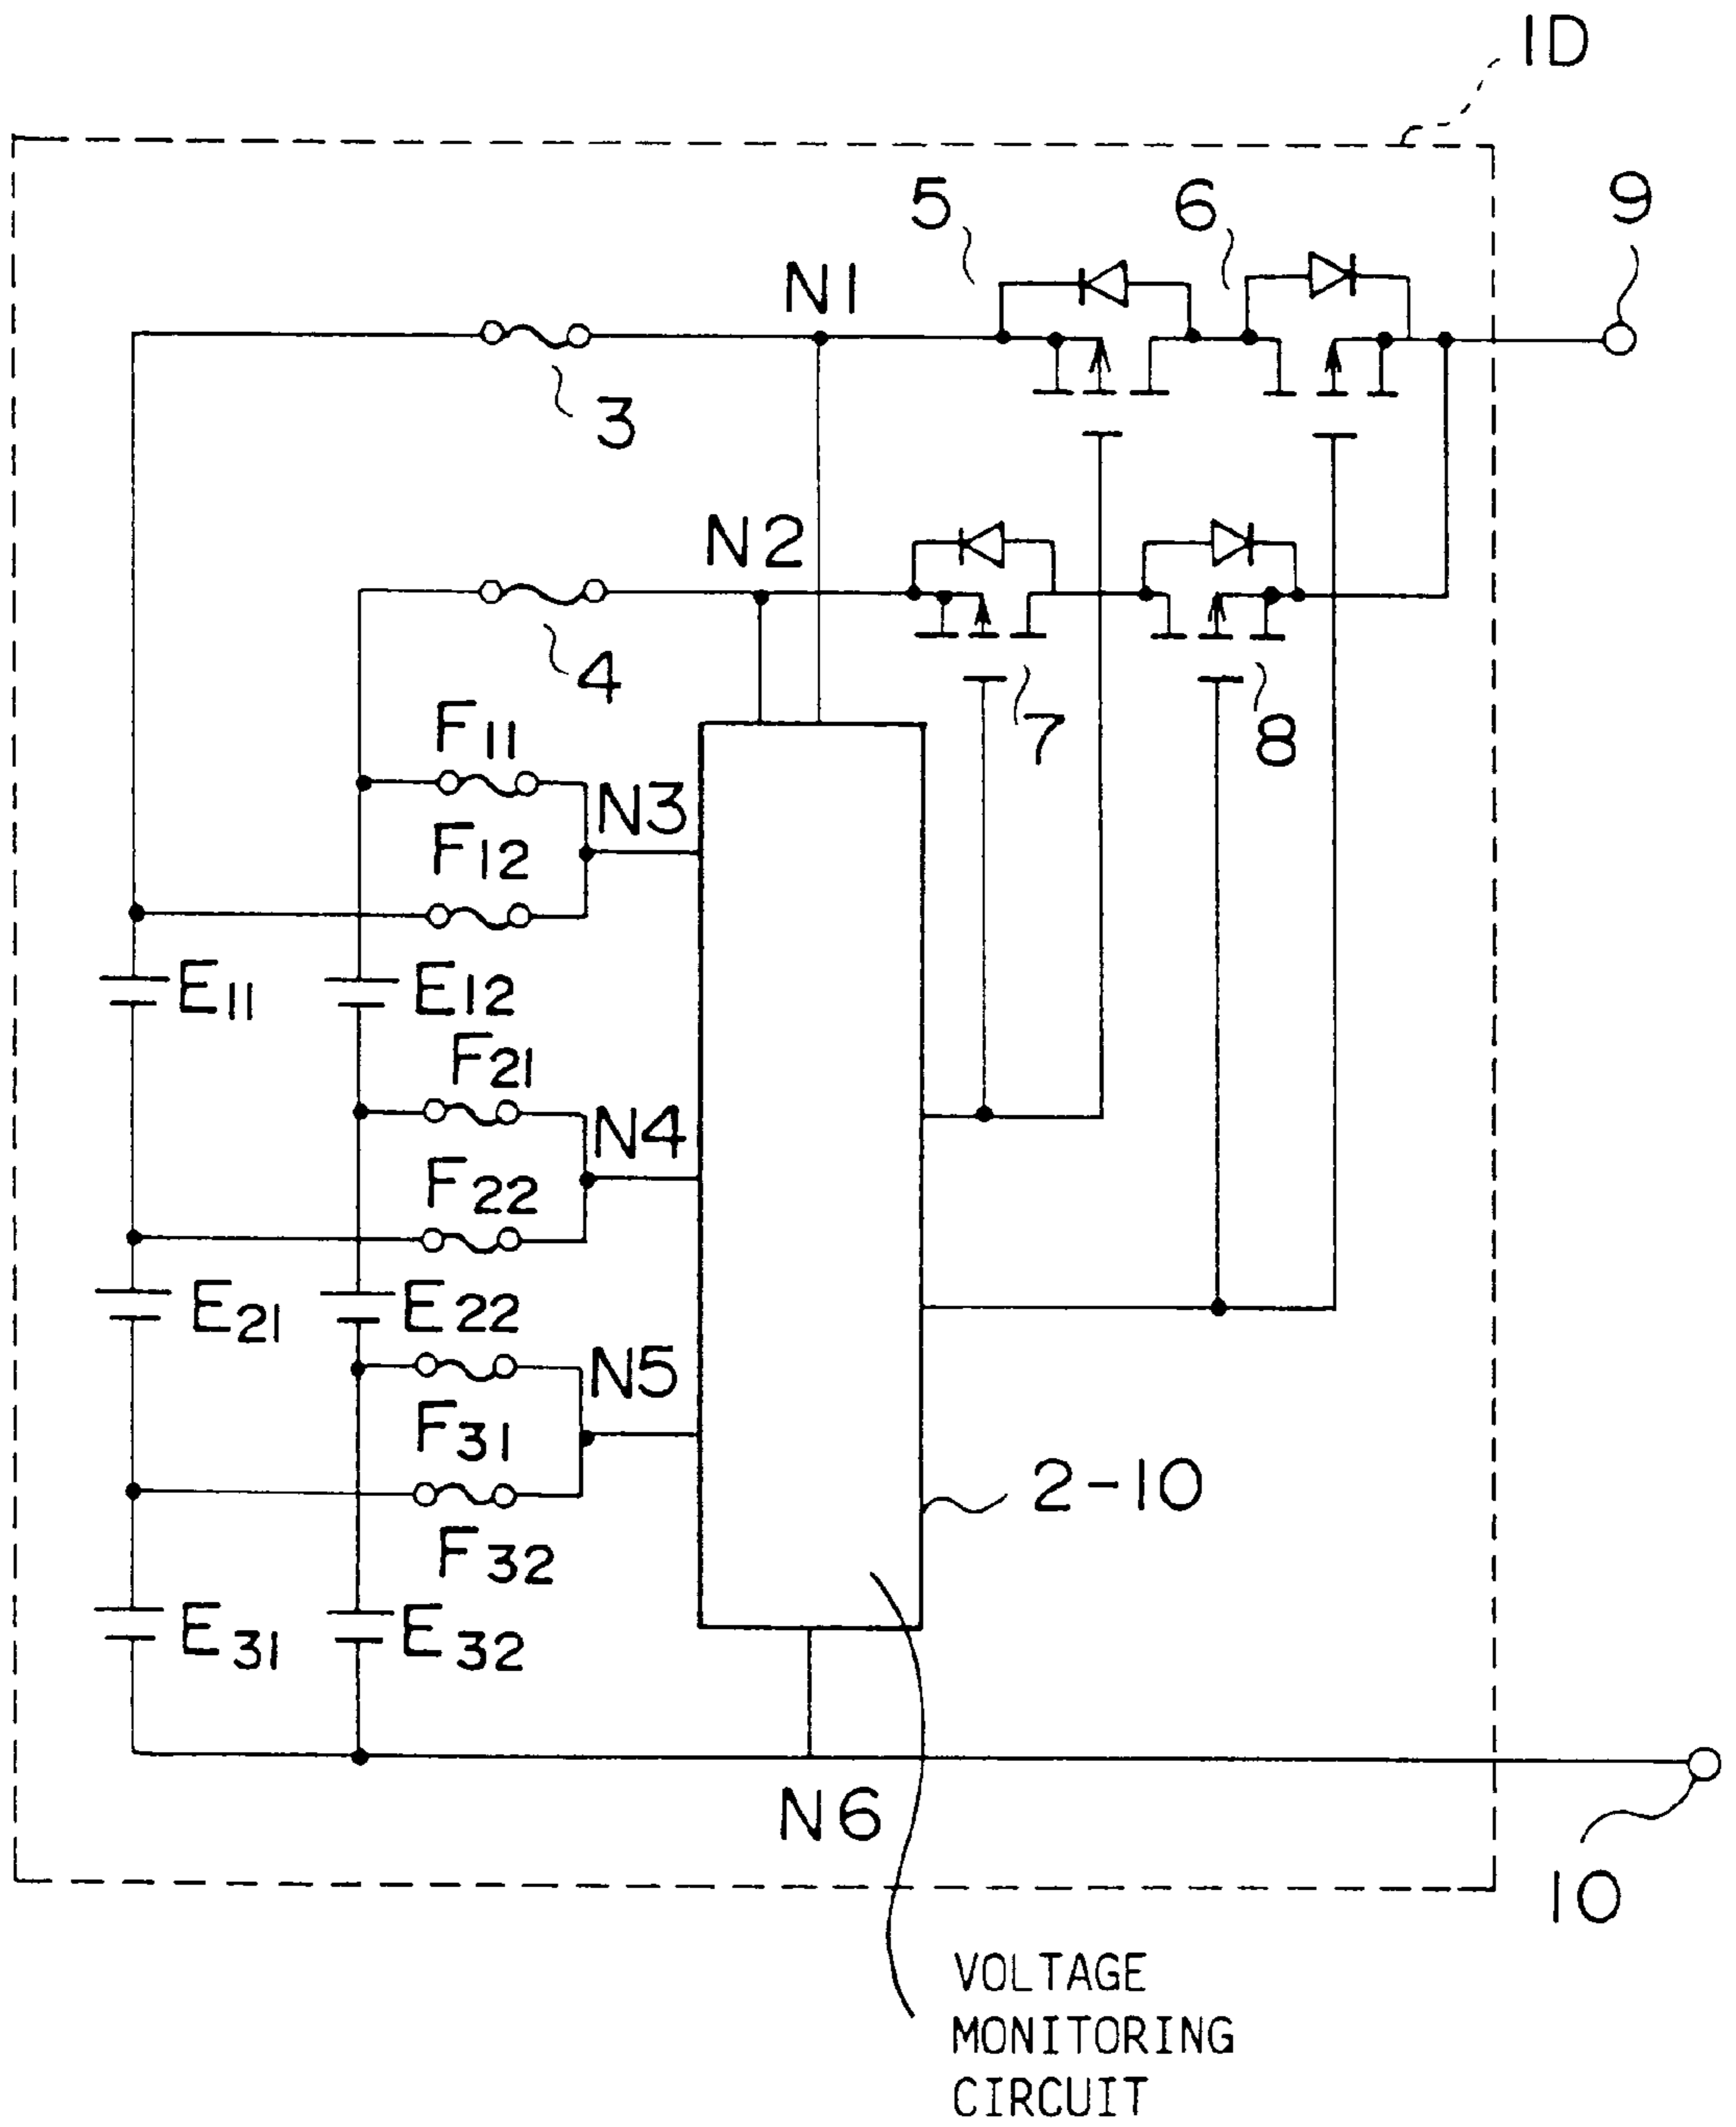 1D
9
5
6
N1
3
N2
4
7
8
F11
N3
F12
E11
E12
F21
N4
F22
E21
E22
N5
F31
2-10
F32
E31
E32
N6
10
VOLTAGE
MONITORING
CIRCUIT